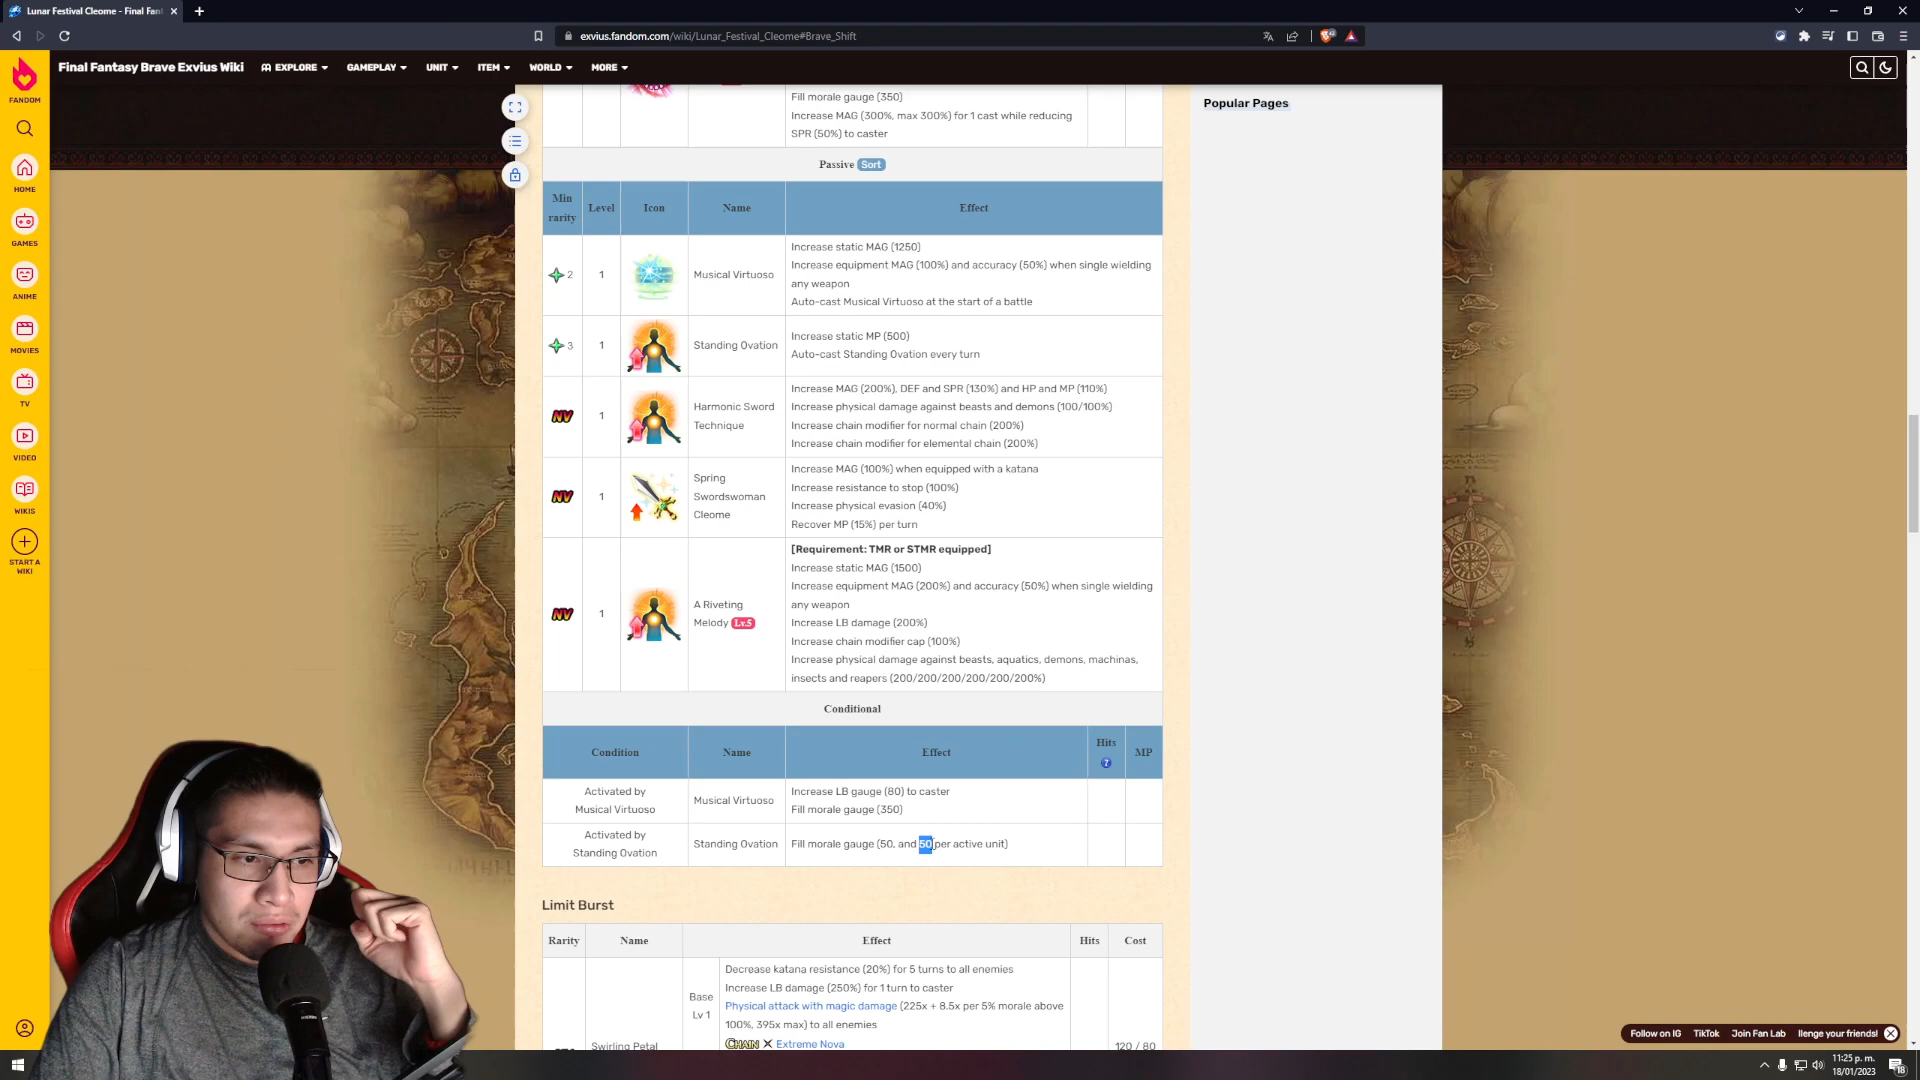 Lunar Festival Cleome - Final Fan
exvius.fandom.com/wiki/Lunar_Festival_Cleome#Brave_Shift
FANDOM
Final Fantasy Brave Exvius Wiki
EXPLORE
GAMEPLAY
UNIT
ITEM
WORLD
MORE
HOME
GAMES
ANIME
MOVIES
TV
VIDEO
WIKIS
START A
WIKI
Popular Pages
Fill morale gauge (350)
Increase MAG (300%, max 300%) for 1 cast while reducing
SPR (50%) to caster
Passive Sort
Min
rarity
Level
Icon
Name
Effect
2
1
Musical Virtuoso
Increase static MAG (1250)
Increase equipment MAG (100%) and accuracy (50%) when single wielding
any weapon
Auto-cast Musical Virtuoso at the start of a battle
3
1
Standing Ovation
Increase static MP (500)
Auto-cast Standing Ovation every turn
NV
1
Harmonic Sword
Technique
Increase MAG (200%), DEF and SPR (130%) and HP and MP (110%)
Increase physical damage against beasts and demons (100/100%)
Increase chain modifier for normal chain (200%)
Increase chain modifier for elemental chain (200%)
NV
1
Spring
Swordswoman
Cleome
Increase MAG (100%) when equipped with a katana
Increase resistance to stop (100%)
Increase physical evasion (40%)
Recover MP (15%) per turn
NV
1
A Riveting
Melody Lv.5
[Requirement: TMR or STMR equipped]
Increase static MAG (1500)
Increase equipment MAG (200%) and accuracy (50%) when single wielding
any weapon
Increase LB damage (200%)
Increase chain modifier cap (100%)
Increase physical damage against beasts, aquatics, demons, machinas,
insects and reapers (200/200/200/200/200/200%)
Conditional
Condition
Name
Effect
Hits
?
MP
Activated by
Musical Virtuoso
Musical Virtuoso
Increase LB gauge (80) to caster
Fill morale gauge (350)
Activated by
Standing Ovation
Standing Ovation
Fill morale gauge (50, and 50 per active unit)
Limit Burst
Rarity
Name
Effect
Hits
Cost
Swirling Petal
Base
Lv 1
Decrease katana resistance (20%) for 5 turns to all enemies
Increase LB damage (250%) for 1 turn to caster
Physical attack with magic damage (225x + 8.5x per 5% morale above
100%, 395x max) to all enemies
CHAIN Extreme Nova
120 / 80
Follow on IG
TikTok
Join Fan Lab
llenge your friends!
11:25 p. m.
18/01/2023
18